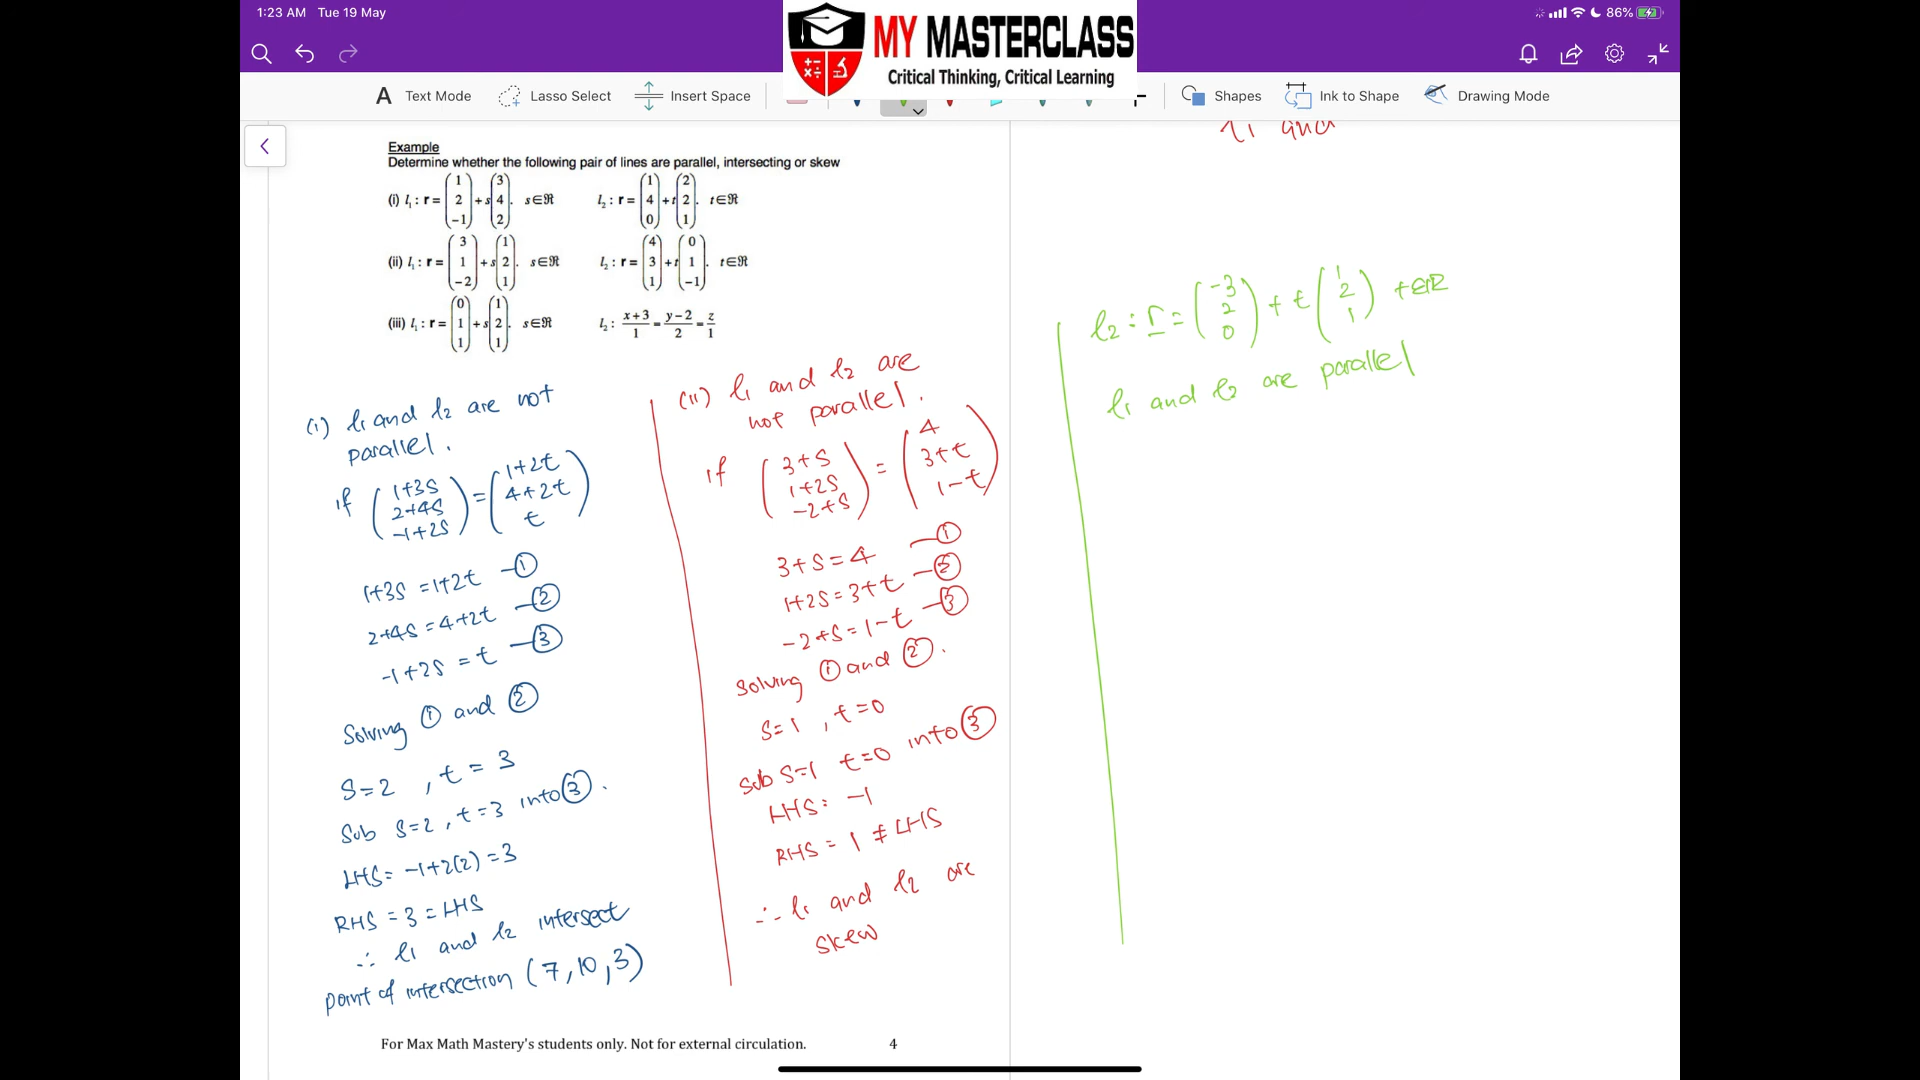 1:23 AM Tue 19 May
86%
MY MASTERCLASS
Critical Thinking, Critical Learning
A Text Mode Lasso Select Insert Space Shapes Ink to Shape Drawing Mode
l₁ and
Example
Determine whether the following pair of lines are parallel, intersecting or skew
(i) l₁ : r = (1 2 −1) + s(3 4 2). s∈ℜ l₂ : r = (1 4 0) + t(2 2 1). t∈ℜ
(ii) l₁ : r = (3 1 −2) + s(1 2 1). s∈ℜ l₂ : r = (4 3 1) + t(0 1 −1). t∈ℜ
(iii) l₁ : r = (0 1 1) + s(1 2 1). s∈ℜ l₂ : x+3/1 = y−2/2 = z/1
(i) l₁ and l₂ are not
parallel.
if (1+3s 2+4s -1+2s) = (1+2t 4+2t t)
1+3s = 1+2t —①
2+4s = 4+2t —②
-1+2s = t —③
Solving ① and ②
s=2 , t = 3
Sub s=2, t=3 into ③.
LHS = -1+2(2) = 3
RHS = 3 = LHS
∴ l₁ and l₂ intersect
point of intersection (7,10,3)
(ii) l₁ and l₂ are
not parallel.
if (3+s 1+2s -2+s) = (4 3+t 1-t)
3+s = 4 —①
1+2s = 3+t —②
-2+s = 1-t —③
Solving ① and ②.
s=1 , t=0
Sub s=1 t=0 into ③
LHS: -1
RHS = 1 ≠ LHS
∴ l₁ and l₂ are
skew
l₂ : r = (-3 2 0) + t(1 2 1) t∈ℝ
l₁ and l₂ are parallel
For Max Math Mastery's students only. Not for external circulation. 4